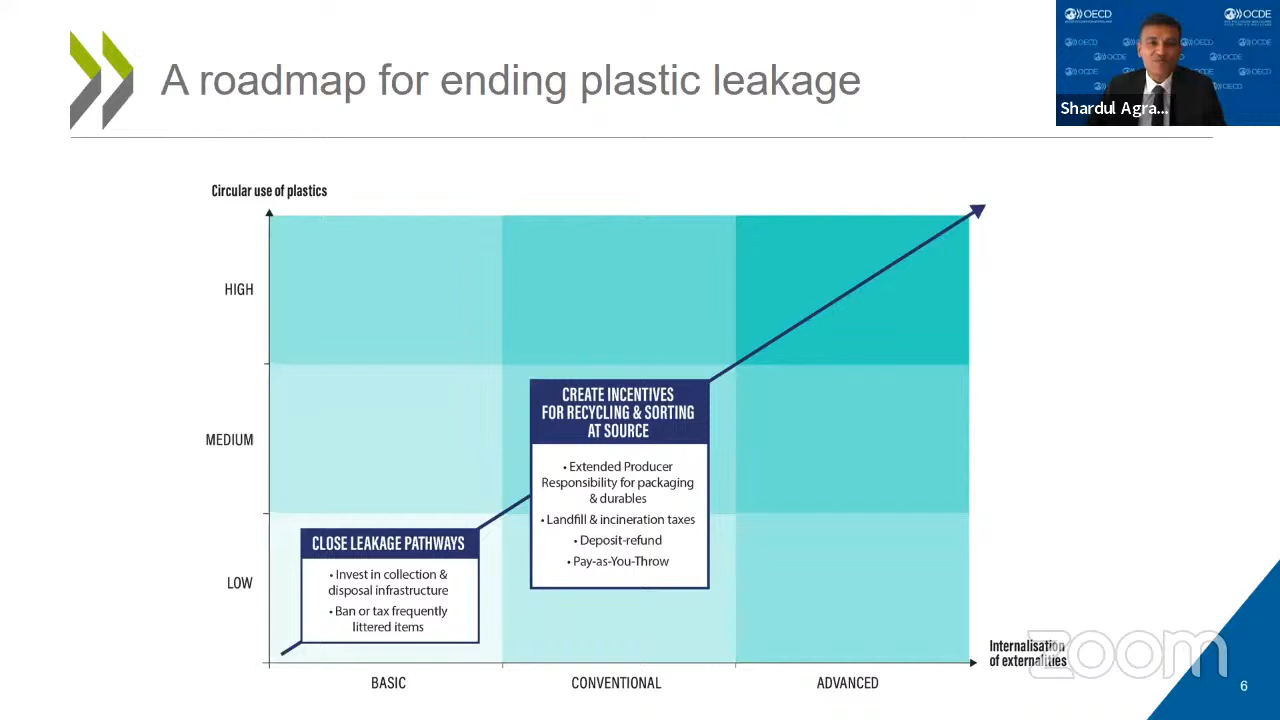 A roadmap for ending plastic leakage
OECD
OCDE
Shardul Agra...
Circular use of plastics
HIGH
MEDIUM
LOW
CREATE INCENTIVES
FOR RECYCLING & SORTING
AT SOURCE
• Extended Producer
Responsibility for packaging
& durables
• Landfill & incineration taxes
• Deposit-refund
• Pay-as-You-Throw
CLOSE LEAKAGE PATHWAYS
• Invest in collection &
disposal infrastructure
• Ban or tax frequently
littered items
Internalisation
of externalities
BASIC
CONVENTIONAL
ADVANCED
zoom
6